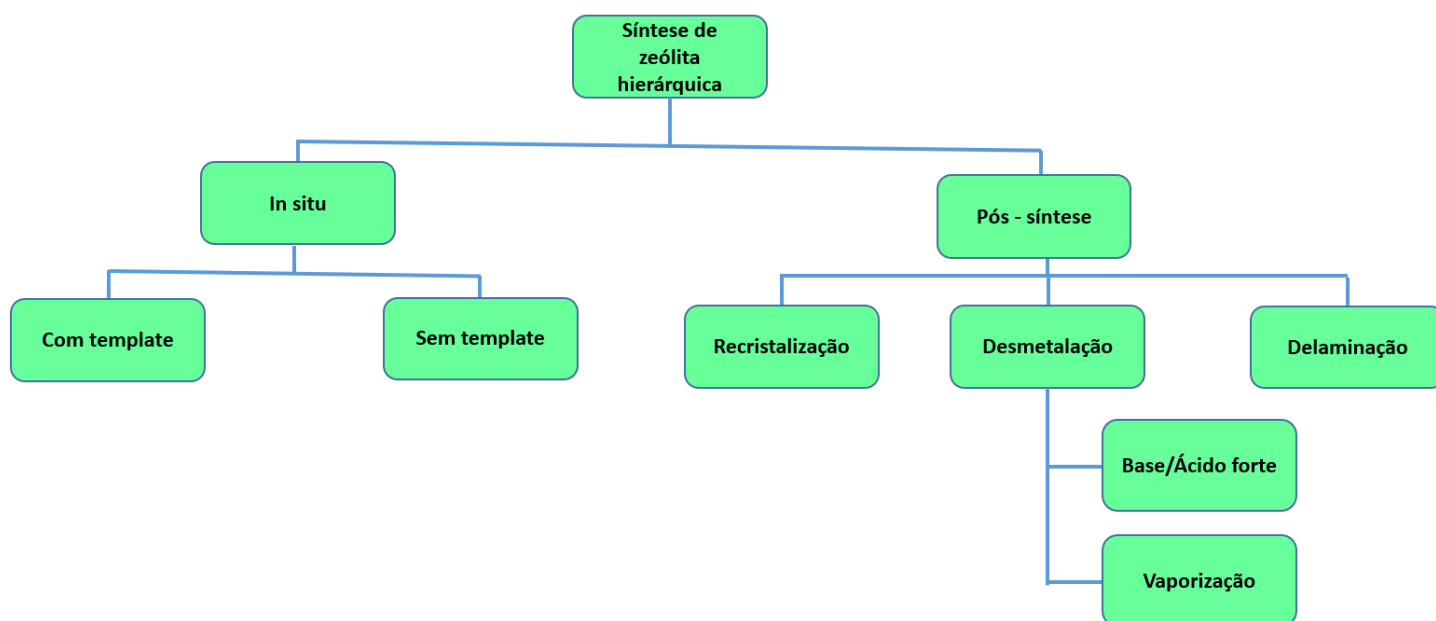 Síntese de
zeólita
hierárquica
In situ
Pós - síntese
Com template
Sem template
Recristalização
Desmetalação
Delaminação
Base/Ácido forte
Vaporização